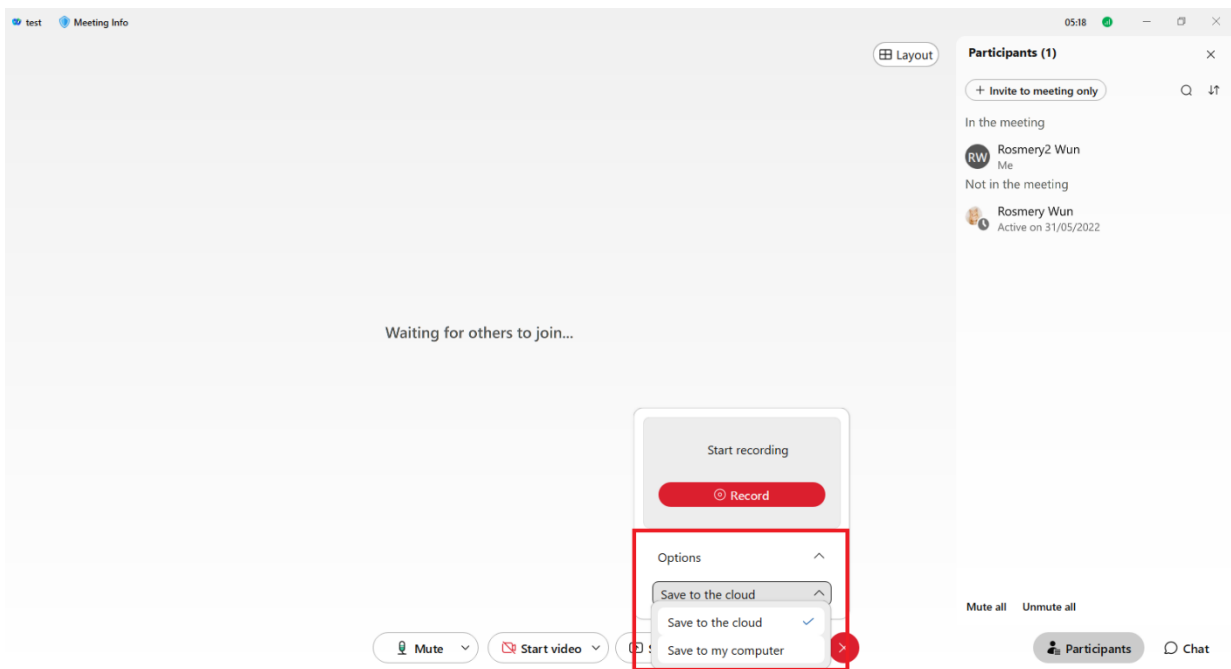 test Meeting Info 05:18
Layout
Participants (1)
+ Invite to meeting only
In the meeting
RW Rosmery2 Wun
Me
Not in the meeting
Rosmery Wun
Active on 31/05/2022
Waiting for others to join...
Start recording
Record
Options
Save to the cloud
Save to the cloud
Save to my computer
Mute all Unmute all
Mute Start video S
Participants Chat